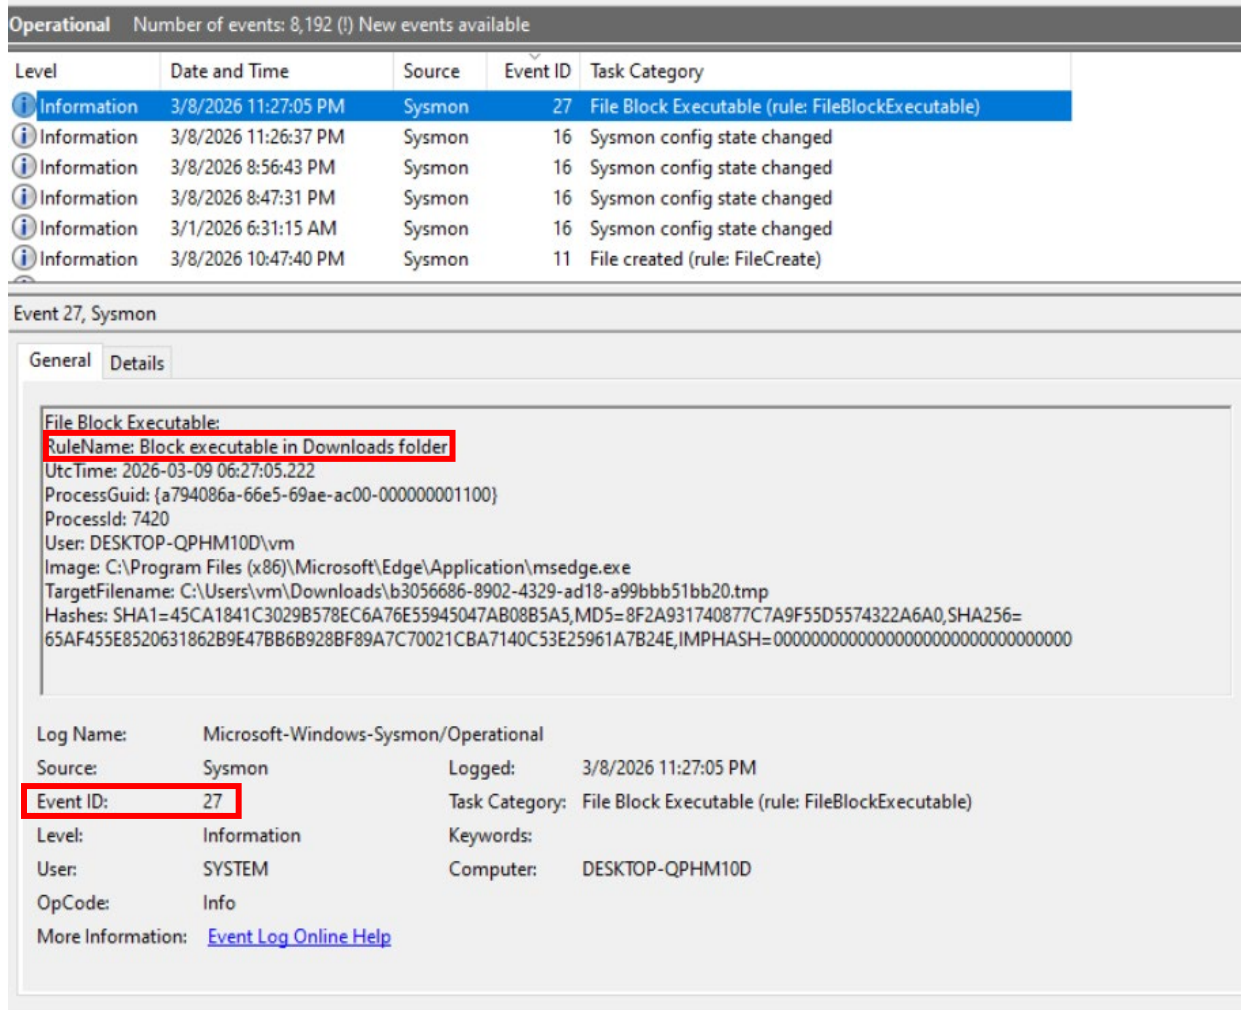 Operational Number of events: 8,192 (!) New events available
Level Date and Time Source Event ID Task Category
Information 3/8/2026 11:27:05 PM Sysmon 27 File Block Executable (rule: FileBlockExecutable)
Information 3/8/2026 11:26:37 PM Sysmon 16 Sysmon config state changed
Information 3/8/2026 8:56:43 PM Sysmon 16 Sysmon config state changed
Information 3/8/2026 8:47:31 PM Sysmon 16 Sysmon config state changed
Information 3/1/2026 6:31:15 AM Sysmon 16 Sysmon config state changed
Information 3/8/2026 10:47:40 PM Sysmon 11 File created (rule: FileCreate)
Event 27, Sysmon
General Details
File Block Executable:
RuleName: Block executable in Downloads folder
UtcTime: 2026-03-09 06:27:05.222
ProcessGuid: {a794086a-66e5-69ae-ac00-000000001100}
ProcessId: 7420
User: DESKTOP-QPHM10D\vm
Image: C:\Program Files (x86)\Microsoft\Edge\Application\msedge.exe
TargetFilename: C:\Users\vm\Downloads\b3056686-8902-4329-ad18-a99bbb51bb20.tmp
Hashes: SHA1=45CA1841C3029B578EC6A76E55945047AB08B5A5,MD5=8F2A931740877C7A9F55D5574322A6A0,SHA256=
65AF455E8520631862B9E47BB6B928BF89A7C70021CBA7140C53E25961A7B24E,IMPHASH=00000000000000000000000000000000
Log Name: Microsoft-Windows-Sysmon/Operational
Source: Sysmon Logged: 3/8/2026 11:27:05 PM
Event ID: 27 Task Category: File Block Executable (rule: FileBlockExecutable)
Level: Information Keywords:
User: SYSTEM Computer: DESKTOP-QPHM10D
OpCode: Info
More Information: Event Log Online Help